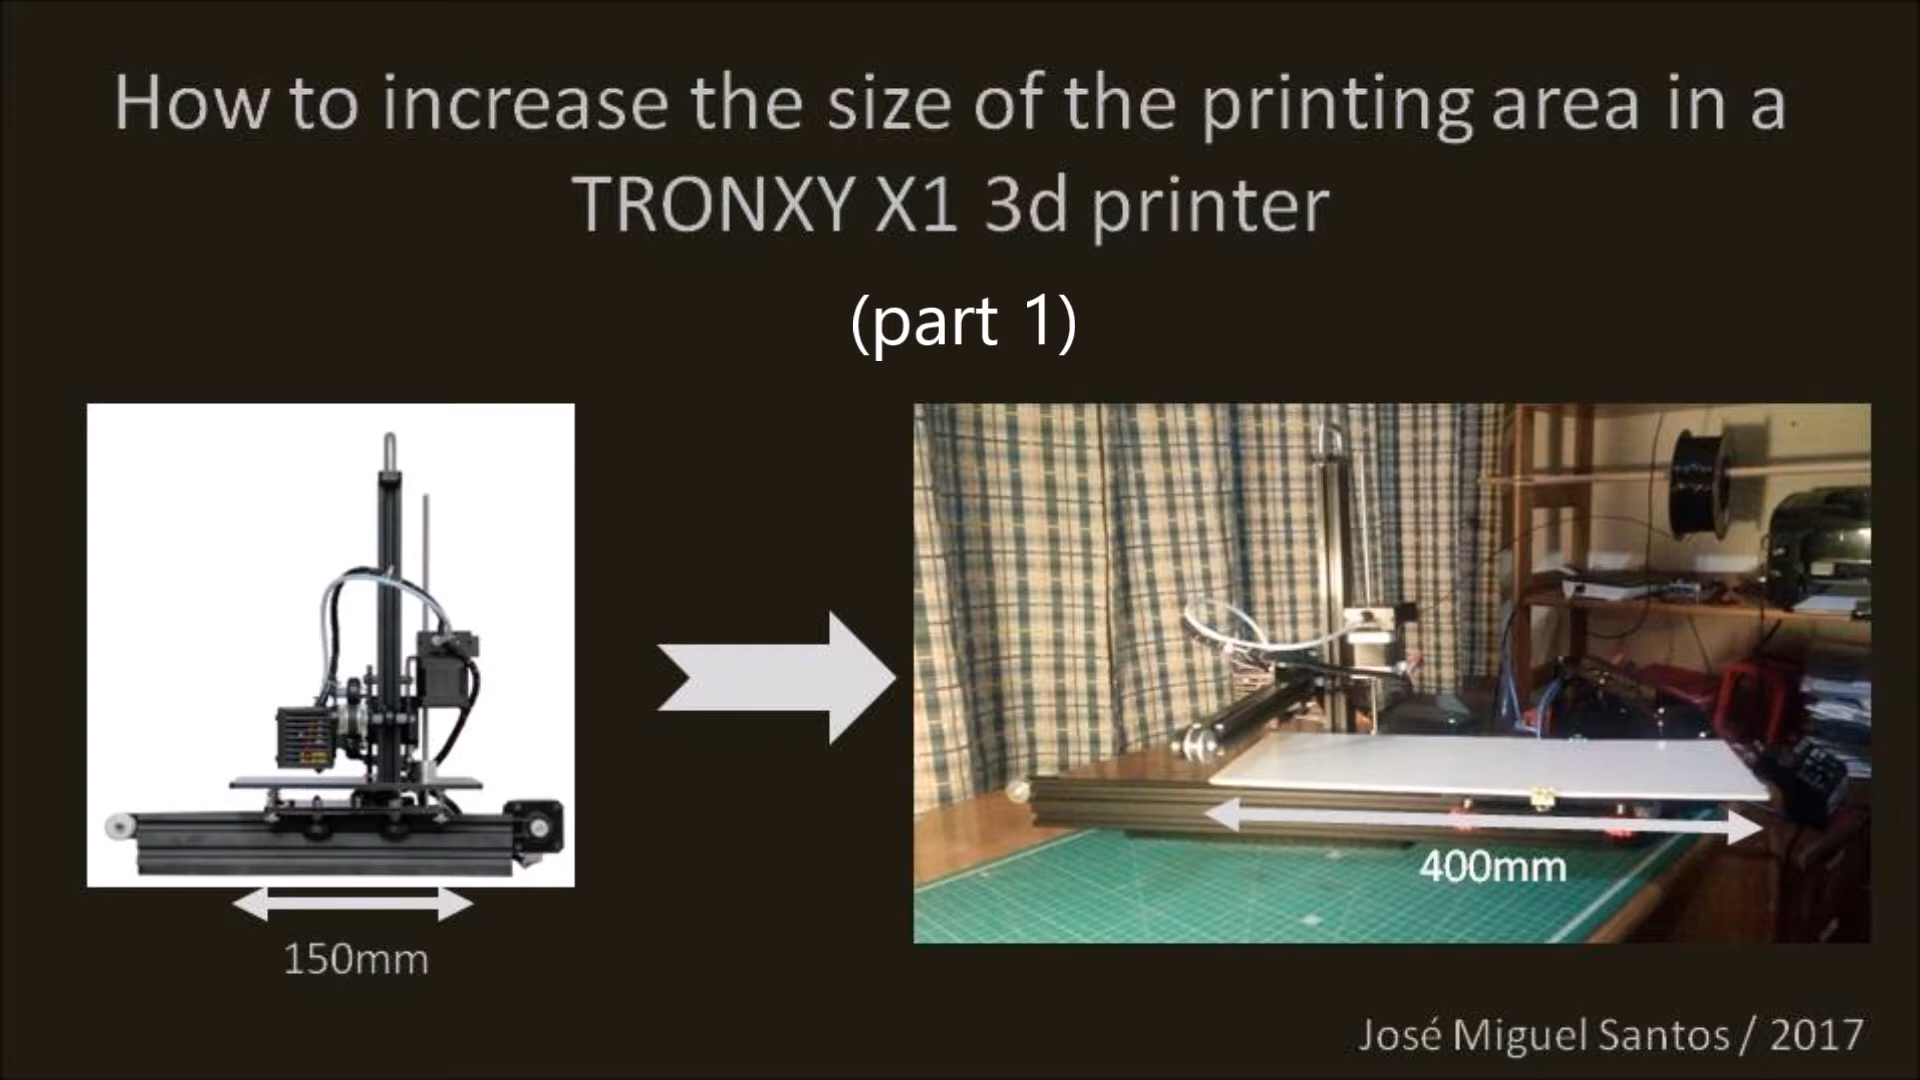 How to increase the size of the printing area in a
TRONXY X1 3d printer
(part 1)
150mm
400mm
José Miguel Santos / 2017